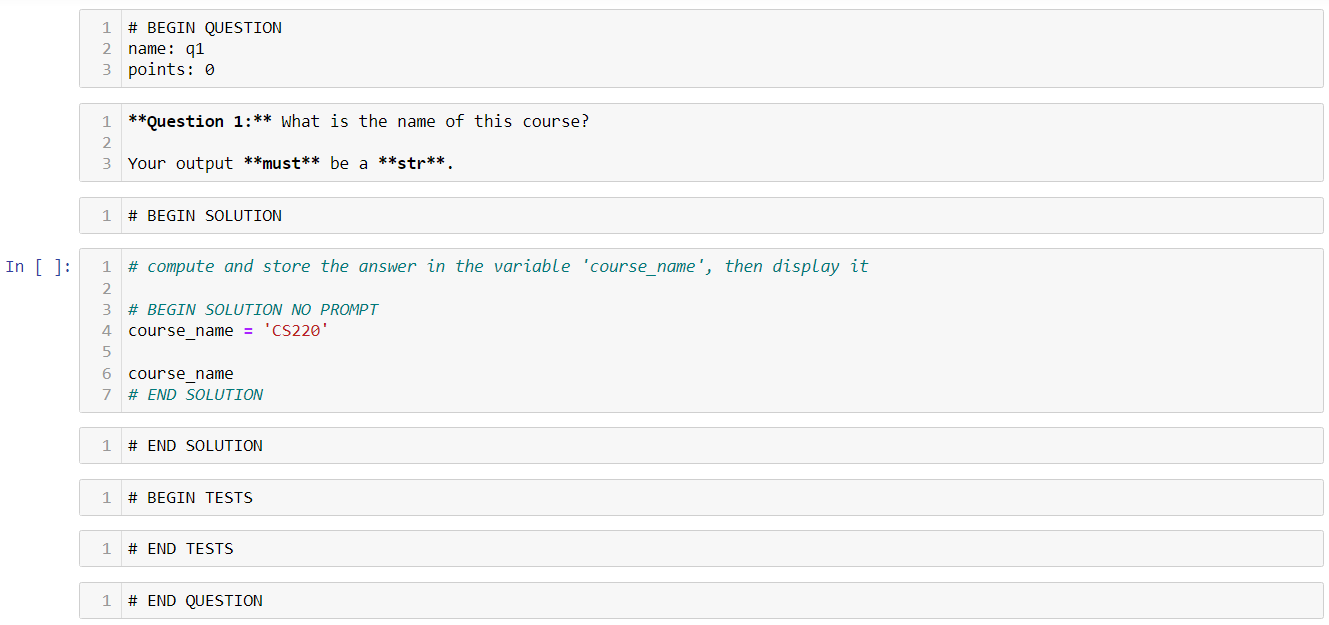 1 # BEGIN QUESTION
2 name: q1
3 points: 0
1 **Question 1:** What is the name of this course?
2
3 Your output **must** be a **str**.
1 # BEGIN SOLUTION
In [ ]: 1 # compute and store the answer in the variable 'course_name', then display it
2
3 # BEGIN SOLUTION NO PROMPT
4 course_name = 'CS220'
5
6 course_name
7 # END SOLUTION
1 # END SOLUTION
1 # BEGIN TESTS
1 # END TESTS
1 # END QUESTION